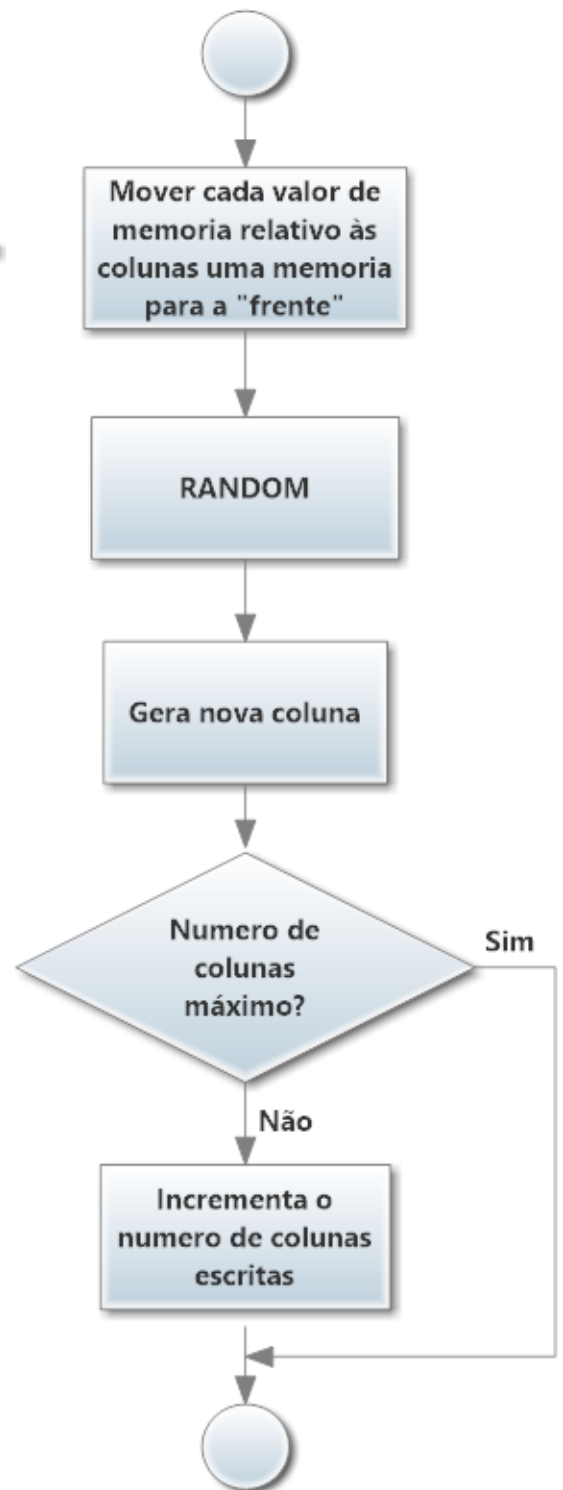 Mover cada valor de
memoria relativo às
colunas uma memoria
para a "frente"
RANDOM
Gera nova coluna
Numero de
colunas
máximo?
Sim
Não
Incrementa o
numero de colunas
escritas